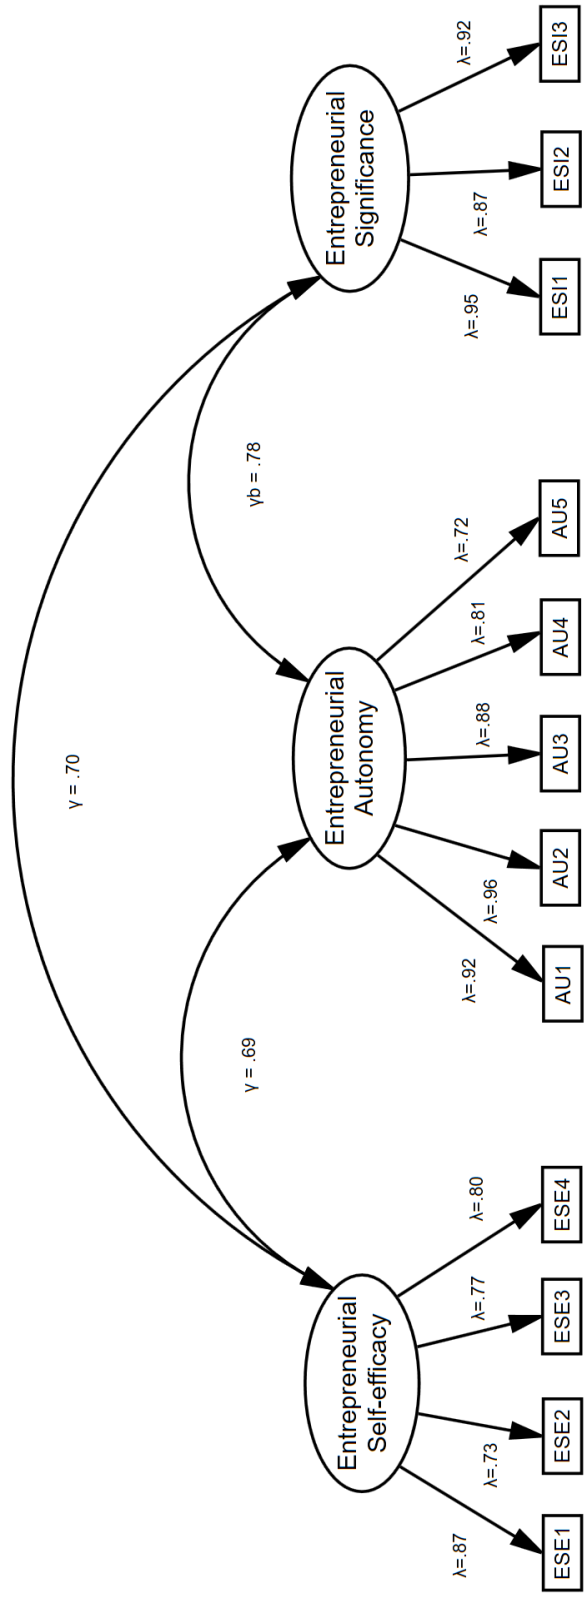 γ = .70
γ = .69
γb = .78
Entrepreneurial
Self-efficacy
Entrepreneurial
Autonomy
Entrepreneurial
Significance
λ=.87
λ=.73
λ=.77
λ=.80
λ=.92
λ=.96
λ=.88
λ=.81
λ=.72
λ=.95
λ=.87
λ=.92
ESE1
ESE2
ESE3
ESE4
AU1
AU2
AU3
AU4
AU5
ESI1
ESI2
ESI3